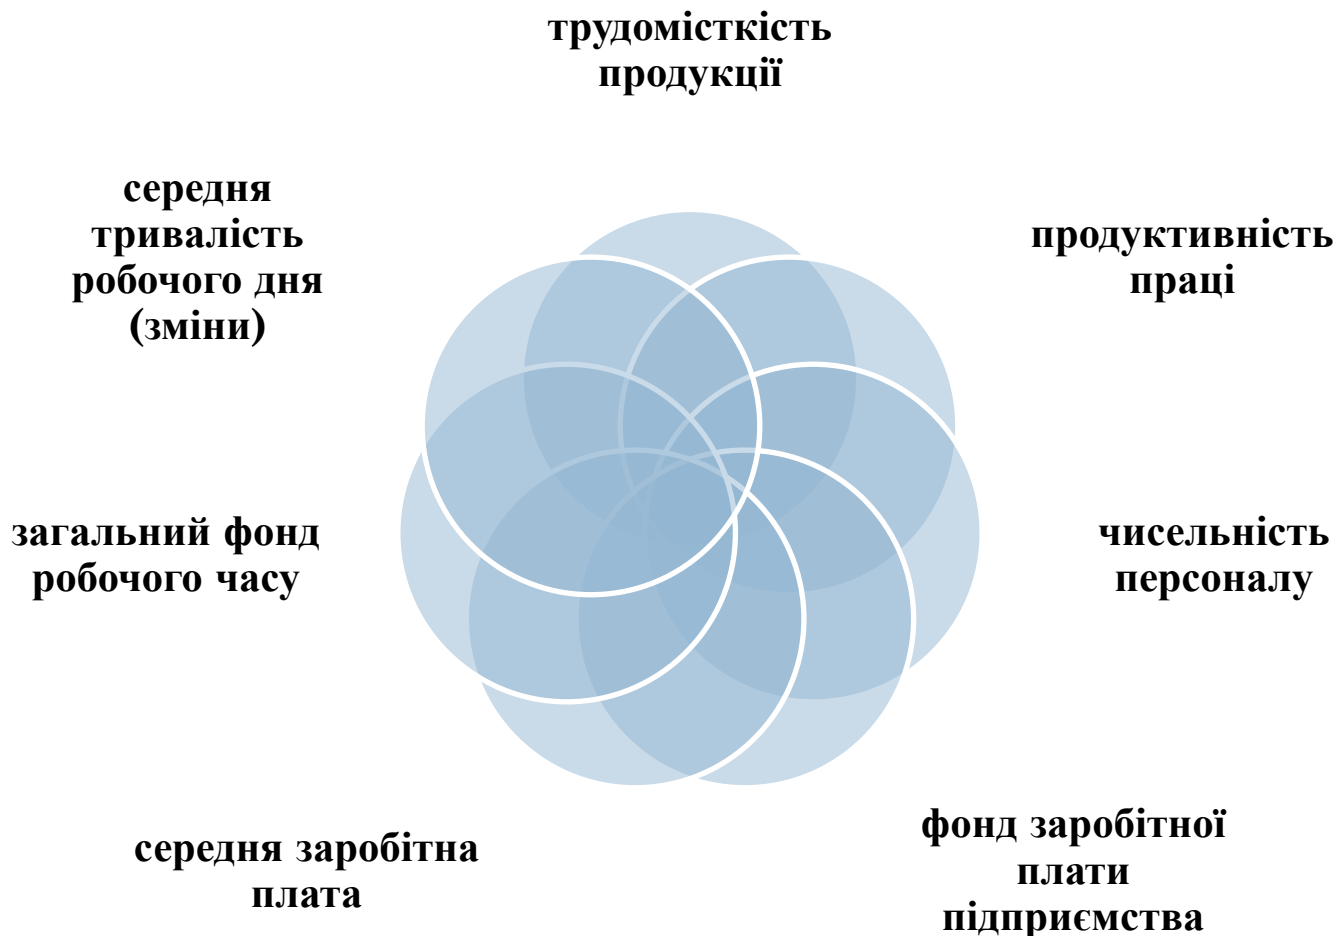 трудомісткість
продукції
продуктивність
праці
чисельність
персоналу
фонд заробітної
плати
підприємства
середня заробітна
плата
загальний фонд
робочого часу
середня
тривалість
робочого дня
(зміни)